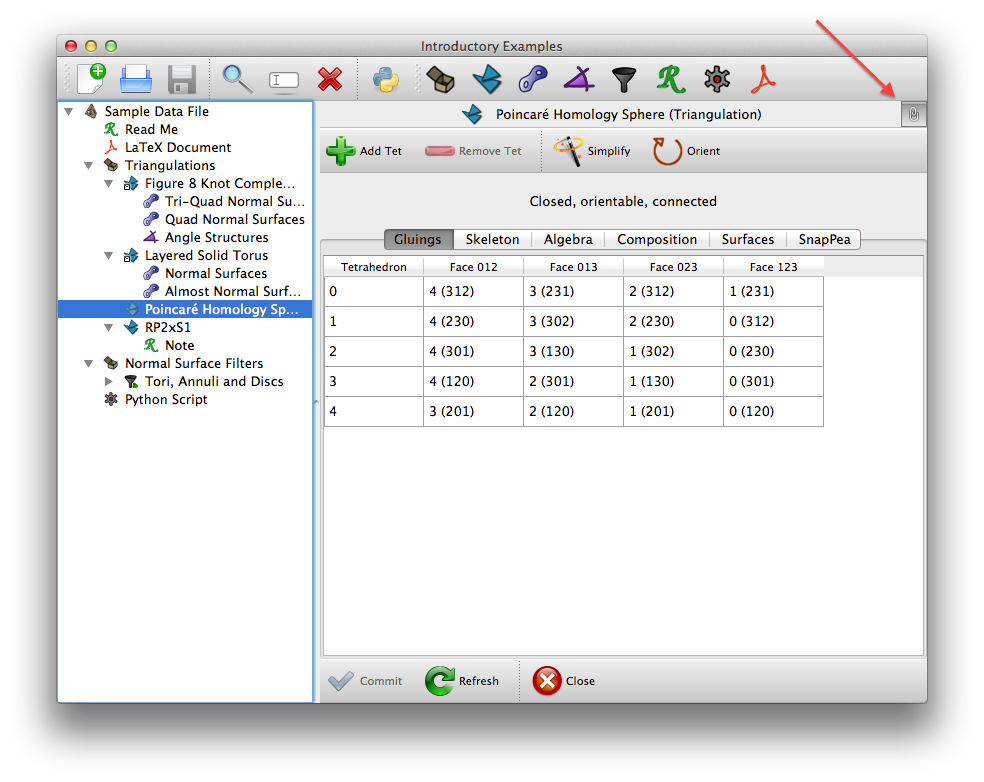 Introductory Examples
Sample Data File
Read Me
LaTeX Document
Triangulations
Figure 8 Knot Comple...
Tri-Quad Normal Su...
Quad Normal Surfaces
Angle Structures
Layered Solid Torus
Normal Surfaces
Almost Normal Surf...
Poincaré Homology Sp...
RP2xS1
Note
Normal Surface Filters
Tori, Annuli and Discs
Python Script
Poincaré Homology Sphere (Triangulation)
Add Tet Remove Tet Simplify Orient
Closed, orientable, connected
Gluings Skeleton Algebra Composition Surfaces SnapPea
Tetrahedron Face 012 Face 013 Face 023 Face 123
0 4 (312) 3 (231) 2 (312) 1 (231)
1 4 (230) 3 (302) 2 (230) 0 (312)
2 4 (301) 3 (130) 1 (302) 0 (230)
3 4 (120) 2 (301) 1 (130) 0 (301)
4 3 (201) 2 (120) 1 (201) 0 (120)
Commit Refresh Close